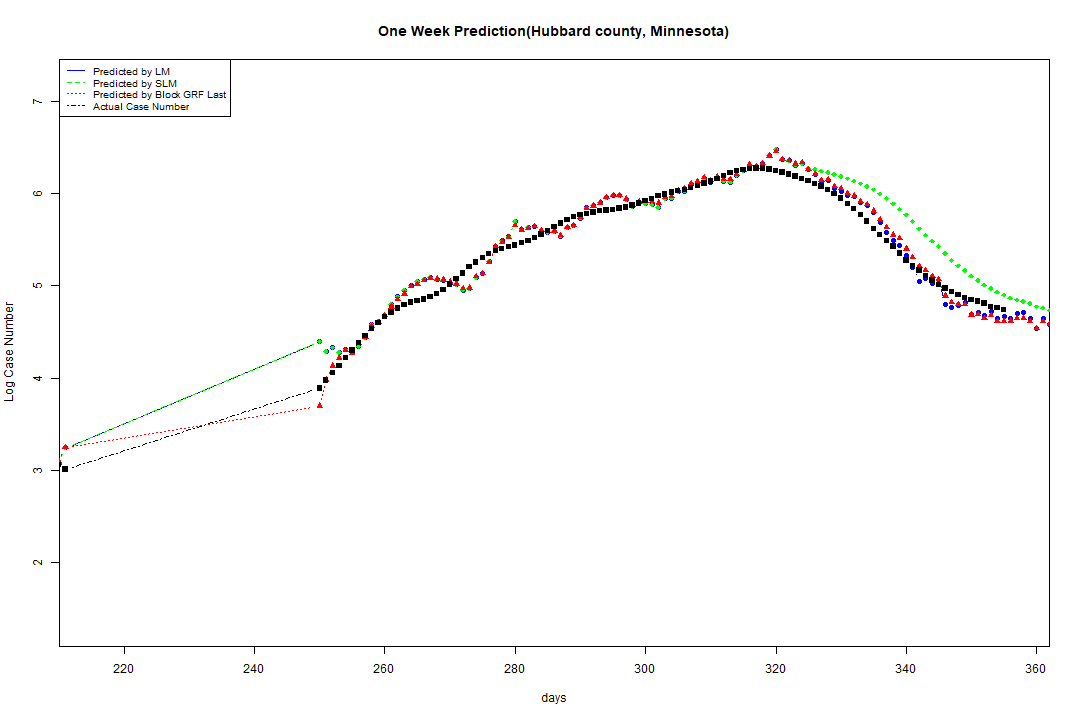 One Week Prediction(Hubbard county, Minnesota)
Predicted by LM
Predicted by SLM
Predicted by Block GRF Last
Actual Case Number
7
6
5
4
3
2
Log Case Number
220 240 260 280 300 320 340 360
days